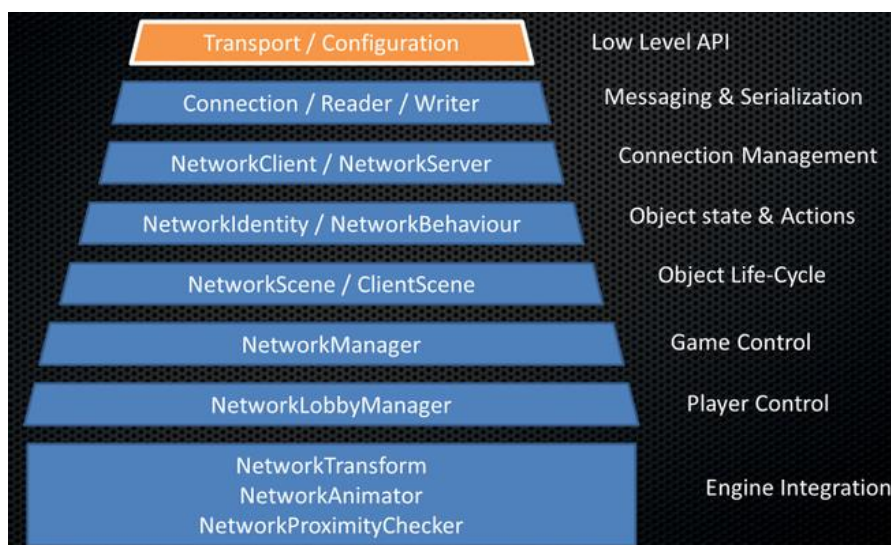 Transport / Configuration
Low Level API
Connection / Reader / Writer
Messaging & Serialization
NetworkClient / NetworkServer
Connection Management
NetworkIdentity / NetworkBehaviour
Object state & Actions
NetworkScene / ClientScene
Object Life-Cycle
NetworkManager
Game Control
NetworkLobbyManager
Player Control
NetworkTransform
NetworkAnimator
NetworkProximityChecker
Engine Integration